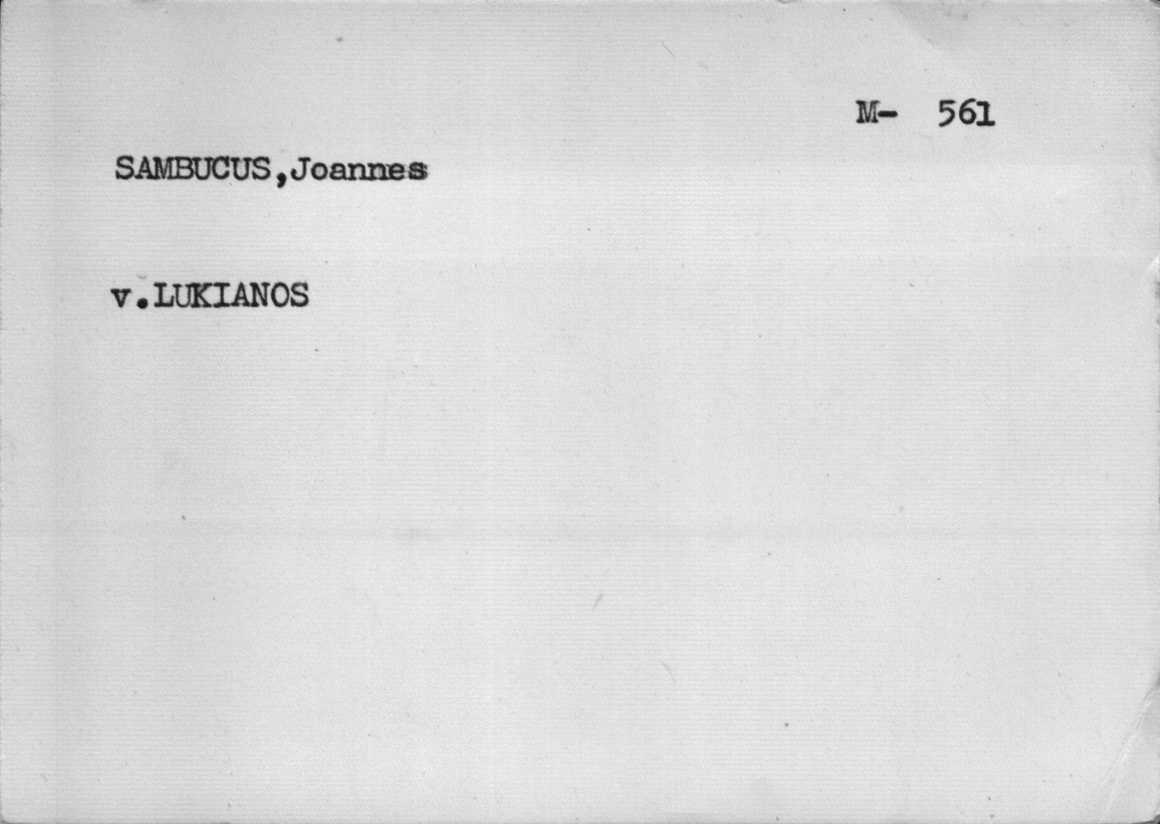 M- 561
SAMBUCUS,Joannes
v.LUKIANOS